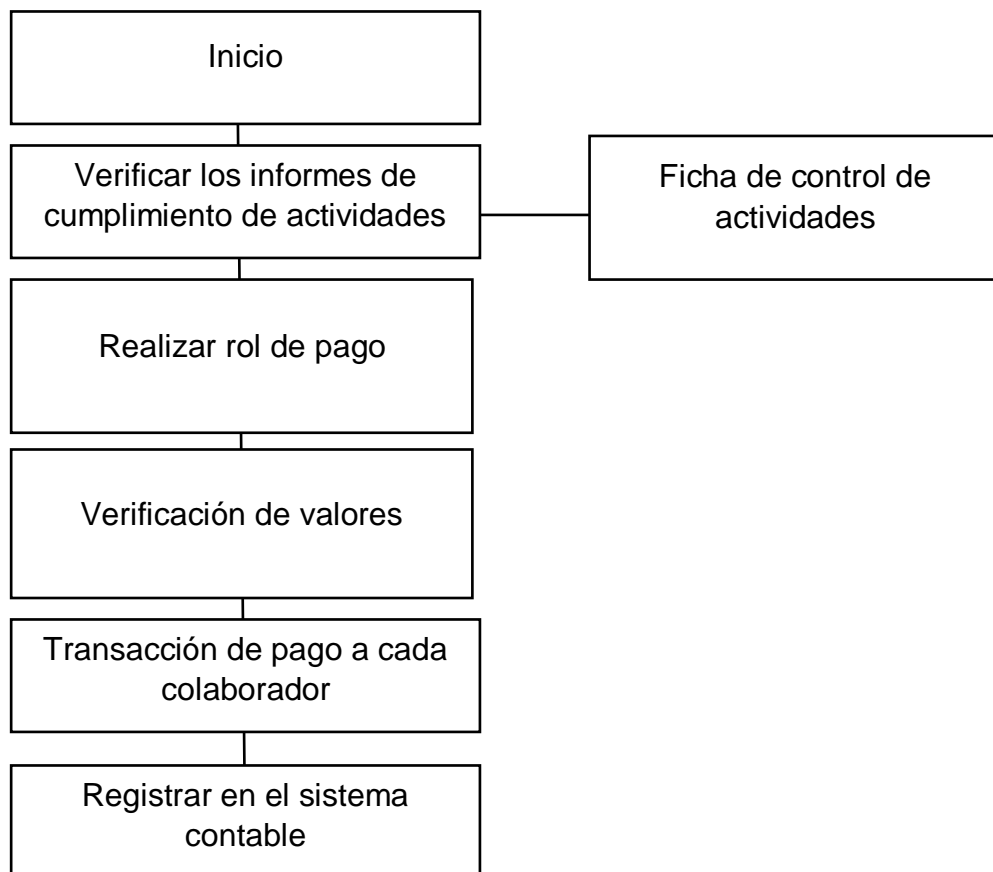 Inicio
Verificar los informes de
cumplimiento de actividades
Ficha de control de
actividades
Realizar rol de pago
Verificación de valores
Transacción de pago a cada
colaborador
Registrar en el sistema
contable